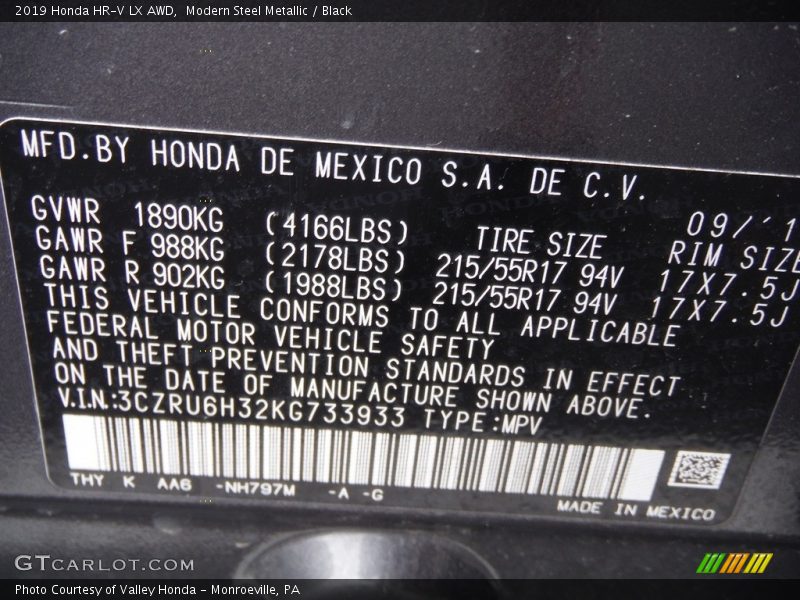 2019 Honda HR-V LX AWD,  Modern Steel Metallic / Black
MFD.BY HONDA DE MEXICO S.A. DE C.V.
09/ 1
GVWR 1890KG (4166LBS) TIRE SIZE RIM SIZE
GAWR F 988KG (2178LBS) 215/55R17 94V 17X7.5J
GAWR R 902KG (1988LBS) 215/55R17 94V 17X7.5J
THIS VEHICLE CONFORMS TO ALL APPLICABLE
FEDERAL MOTOR VEHICLE SAFETY
AND THEFT PREVENTION STANDARDS IN EFFECT
ON THE DATE OF MANUFACTURE SHOWN ABOVE.
V.I.N:3CZRU6H32KG733933 TYPE:MPV
THY K AA6 -NH797M -A -G
MADE IN MEXICO
GTCARLOT.COM
Photo Courtesy of Valley Honda - Monroeville, PA